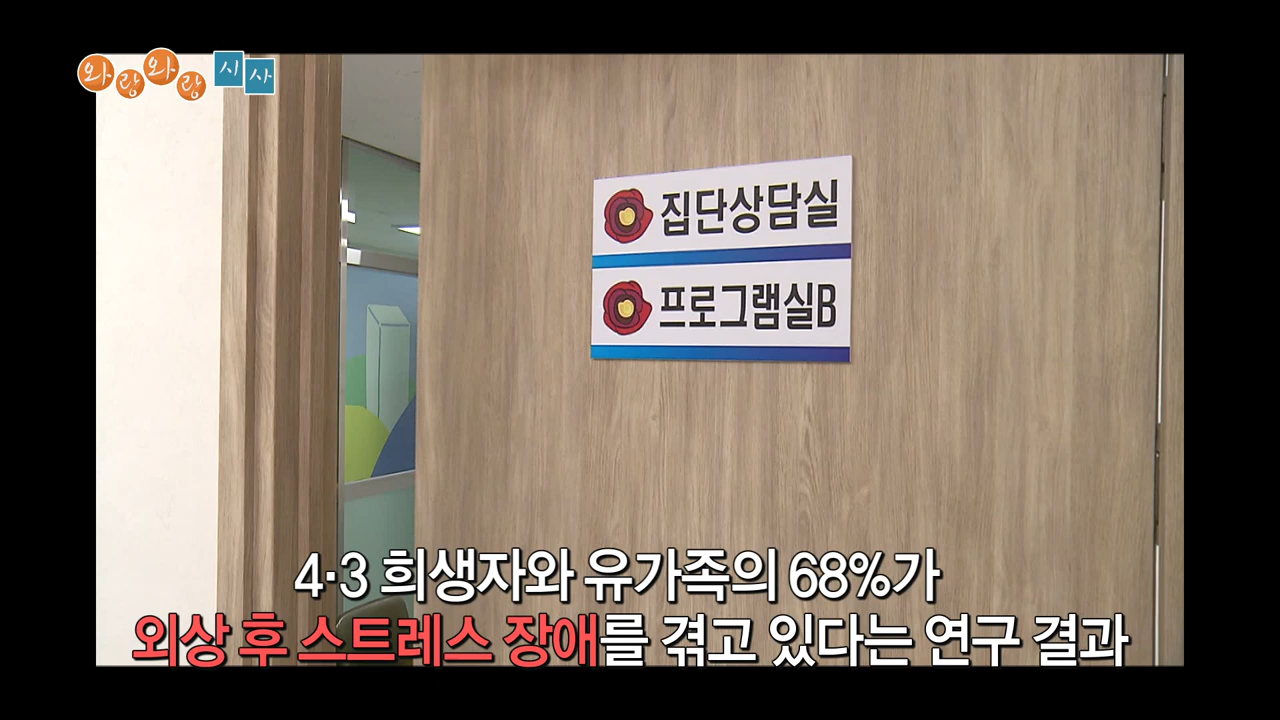 와랑와랑 시사
집단상담실
프로그램실B
4·3 희생자와 유가족의 68%가
외상 후 스트레스 장애를 겪고 있다는 연구 결과